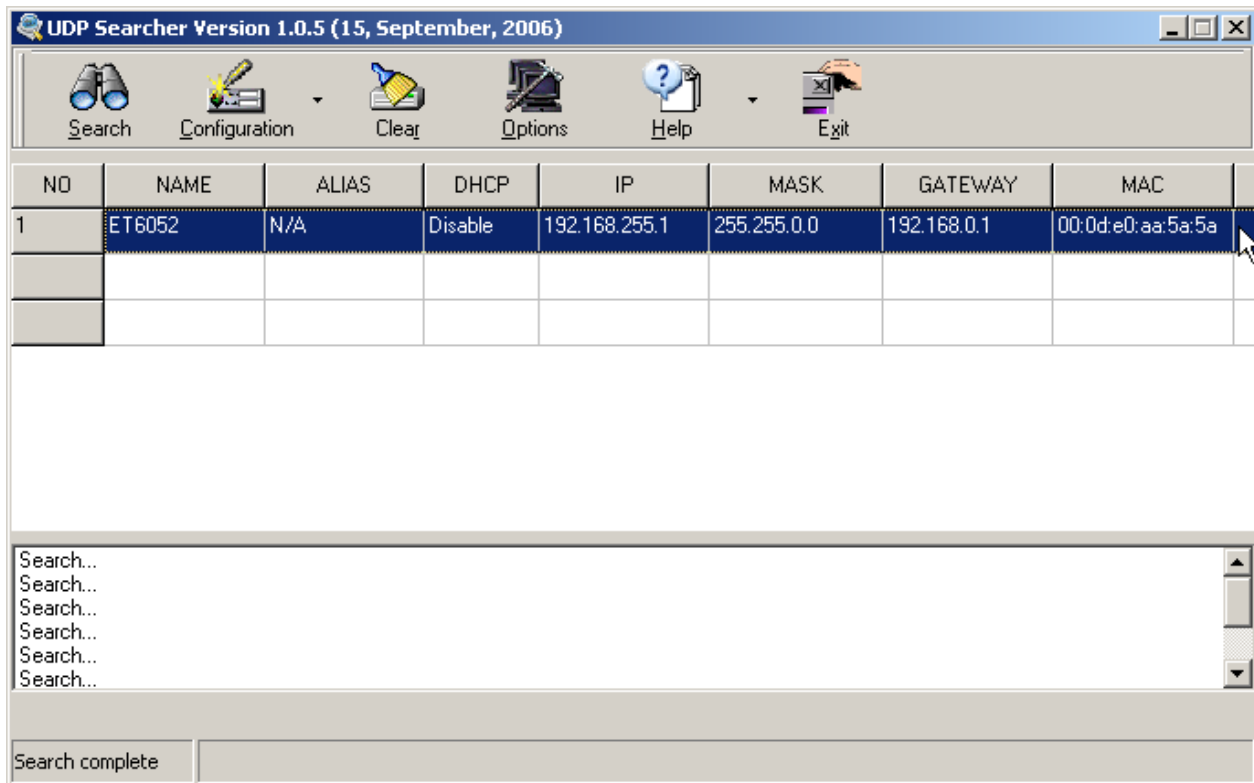 UDP Searcher Version 1.0.5 (15, September, 2006)
Search Configuration Clear Options Help Exit
NO NAME ALIAS DHCP IP MASK GATEWAY MAC
1 ET6052 N/A Disable 192.168.255.1 255.255.0.0 192.168.0.1 00:0d:e0:aa:5a:5a
Search...
Search...
Search...
Search...
Search...
Search...
Search complete